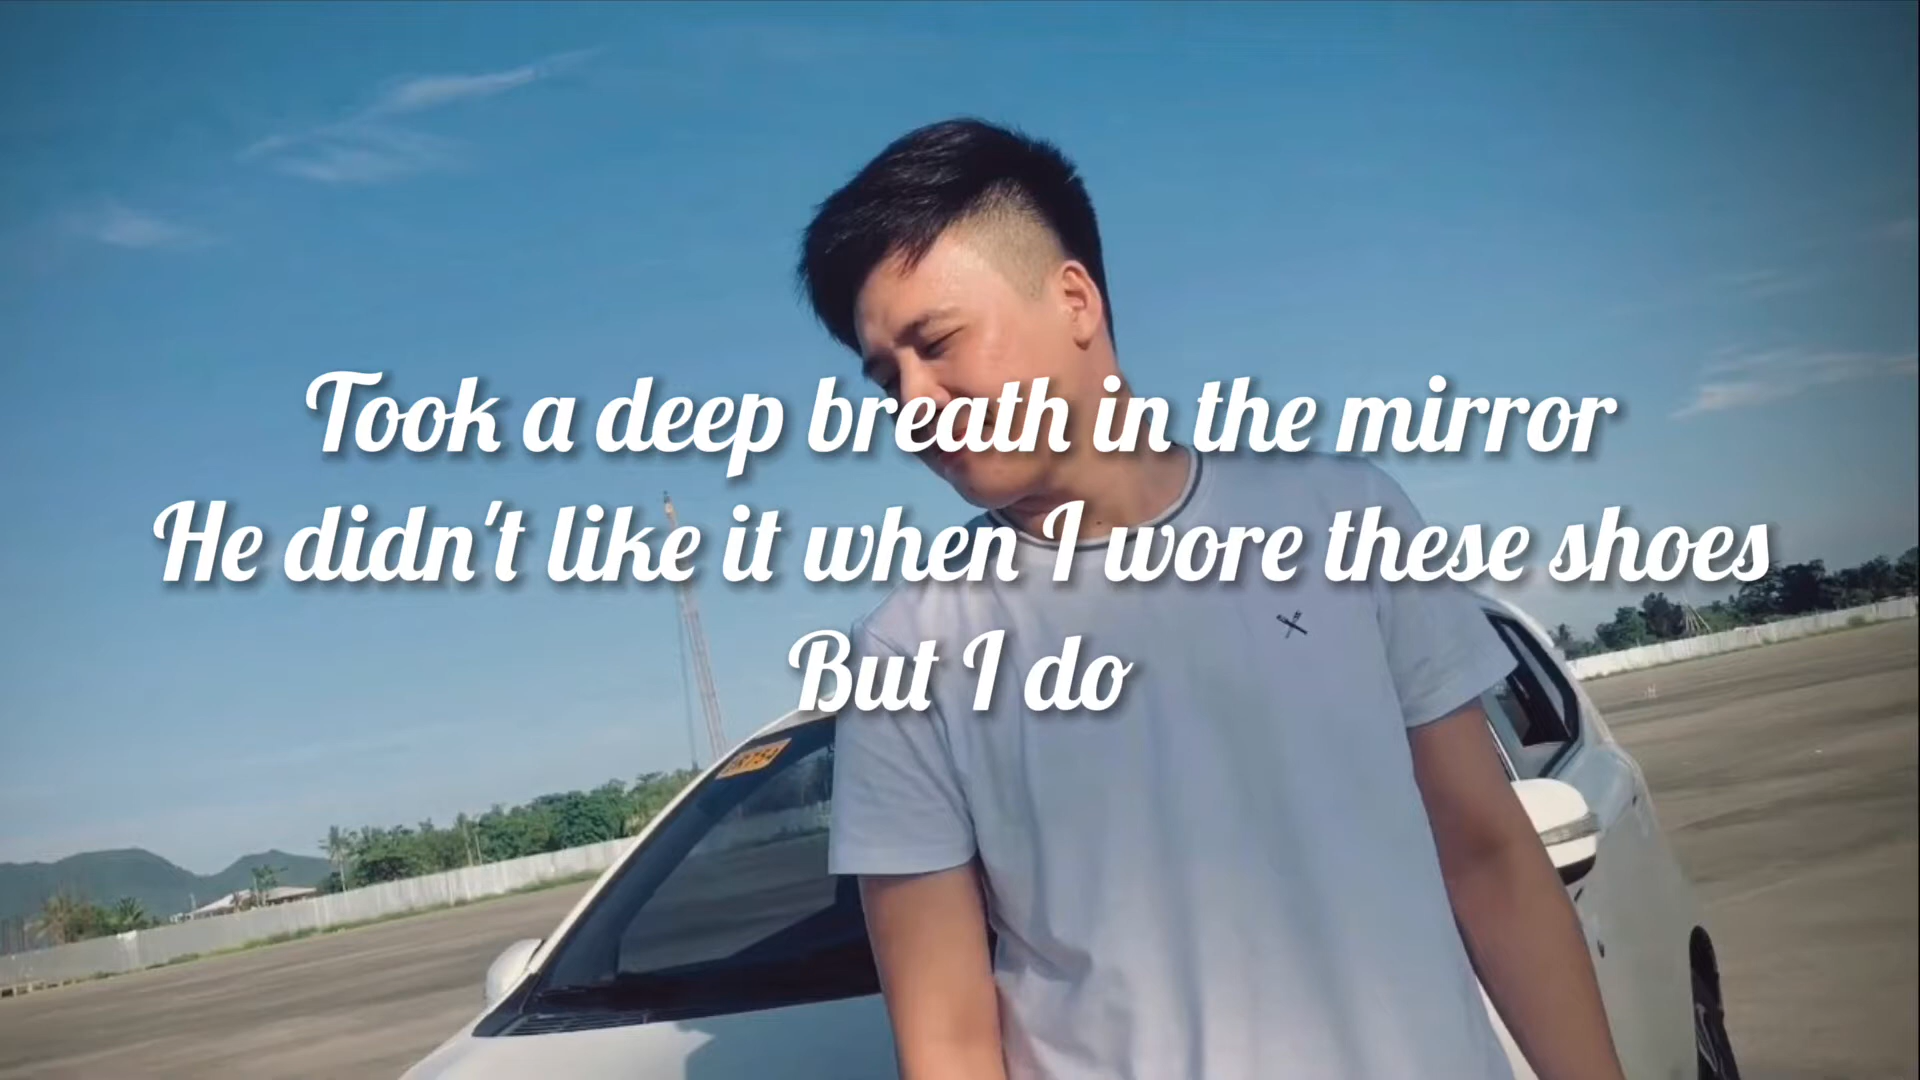 Took a deep breath in the mirror
He didn't like it when I wore these shoes
But I do